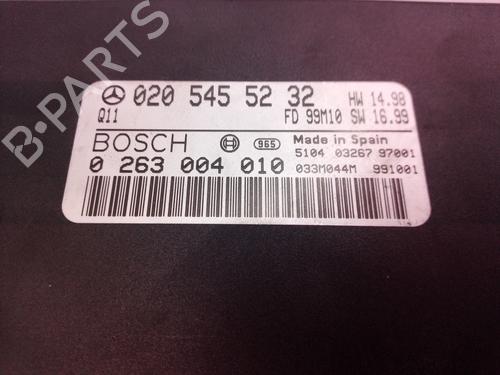 020 545 52 32 HW 14.98
Q11 FD 99M10 SW 16.99
BOSCH 965 Made in Spain
5104 03267 97001
0 263 004 010 033M044M 991001
B